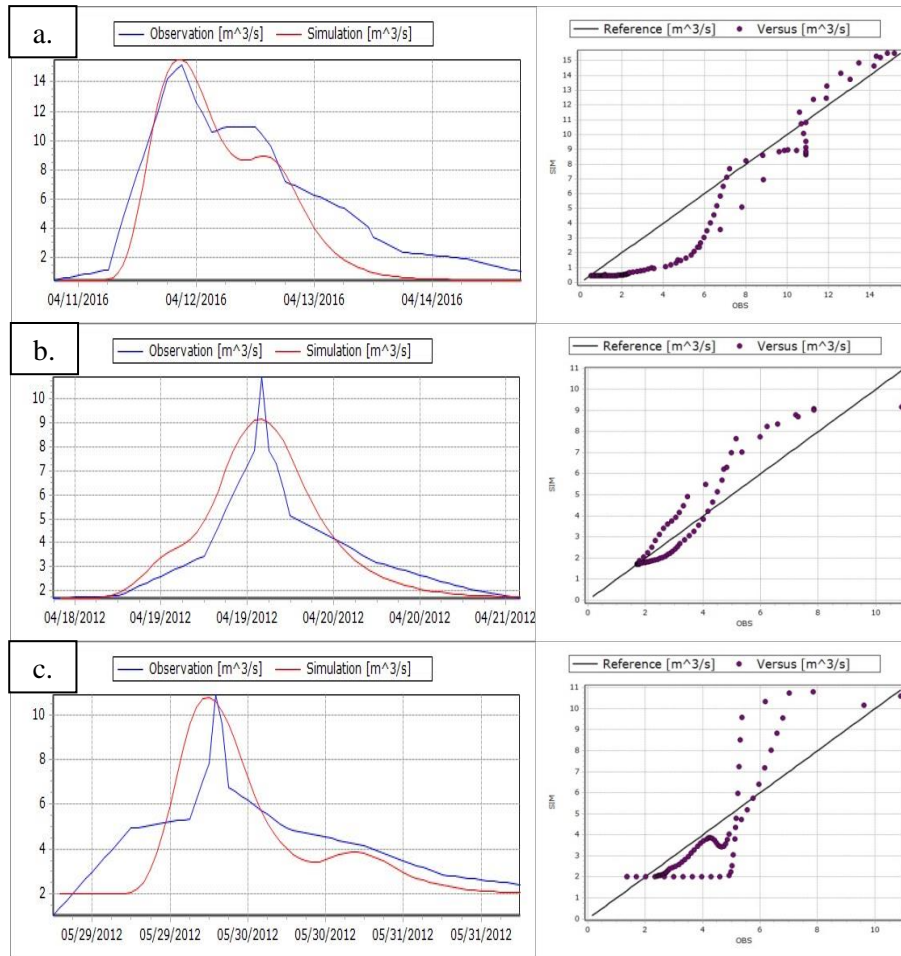 a.
Observation [m^3/s] Simulation [m^3/s]
14
12
10
8
6
4
2
04/11/2016 04/12/2016 04/13/2016 04/14/2016
Reference [m^3/s] Versus [m^3/s]
SIM
15
14
13
12
11
10
9
8
7
6
5
4
3
2
1
0
0 2 4 6 8 10 12 14
OBS
b.
Observation [m^3/s] Simulation [m^3/s]
10
9
8
7
6
5
4
3
2
04/18/2012 04/19/2012 04/19/2012 04/20/2012 04/20/2012 04/21/2012
Reference [m^3/s] Versus [m^3/s]
SIM
11
10
9
8
7
6
5
4
3
2
1
0
0 2 4 6 8 10
OBS
c.
Observation [m^3/s] Simulation [m^3/s]
10
8
6
4
2
05/29/2012 05/29/2012 05/30/2012 05/30/2012 05/31/2012 05/31/2012
Reference [m^3/s] Versus [m^3/s]
SIM
11
10
9
8
7
6
5
4
3
2
1
0
0 2 4 6 8 10
OBS